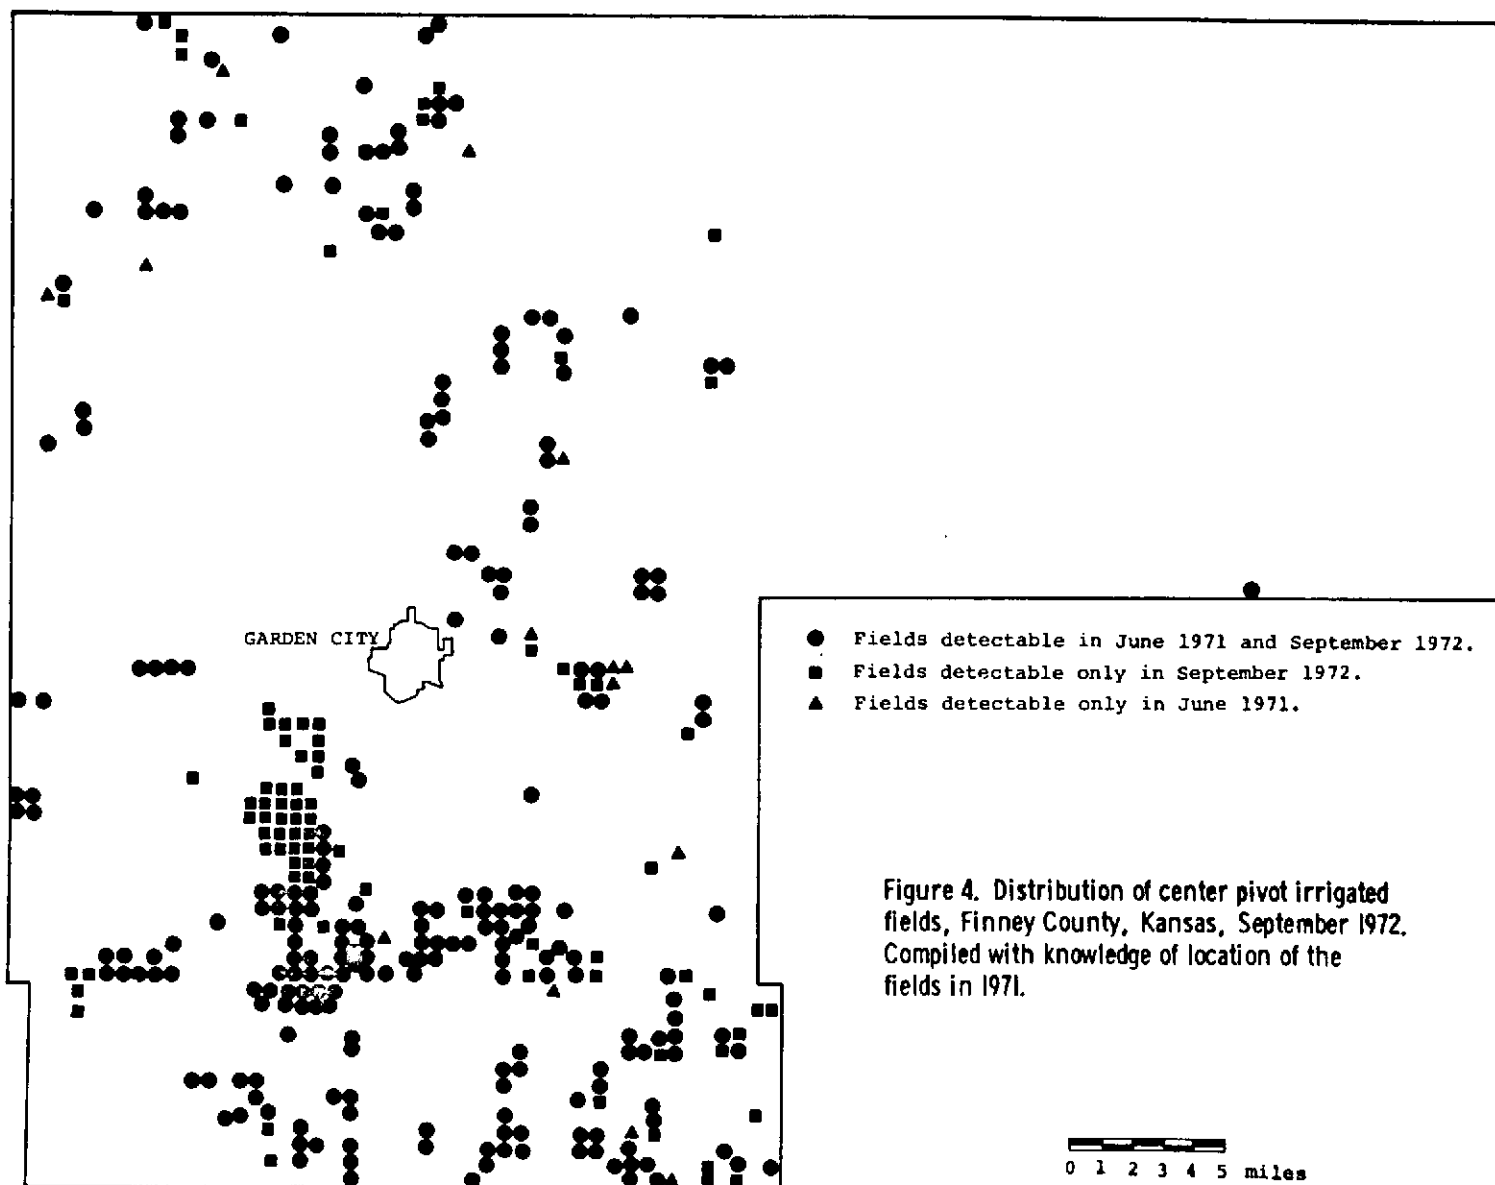 GARDEN CITY
Fields detectable in June 1971 and September 1972.
Fields detectable only in September 1972.
Fields detectable only in June 1971.
Figure 4. Distribution of center pivot irrigated
fields, Finney County, Kansas, September 1972.
Compiled with knowledge of location of the
fields in 1971.
0 1 2 3 4 5 miles